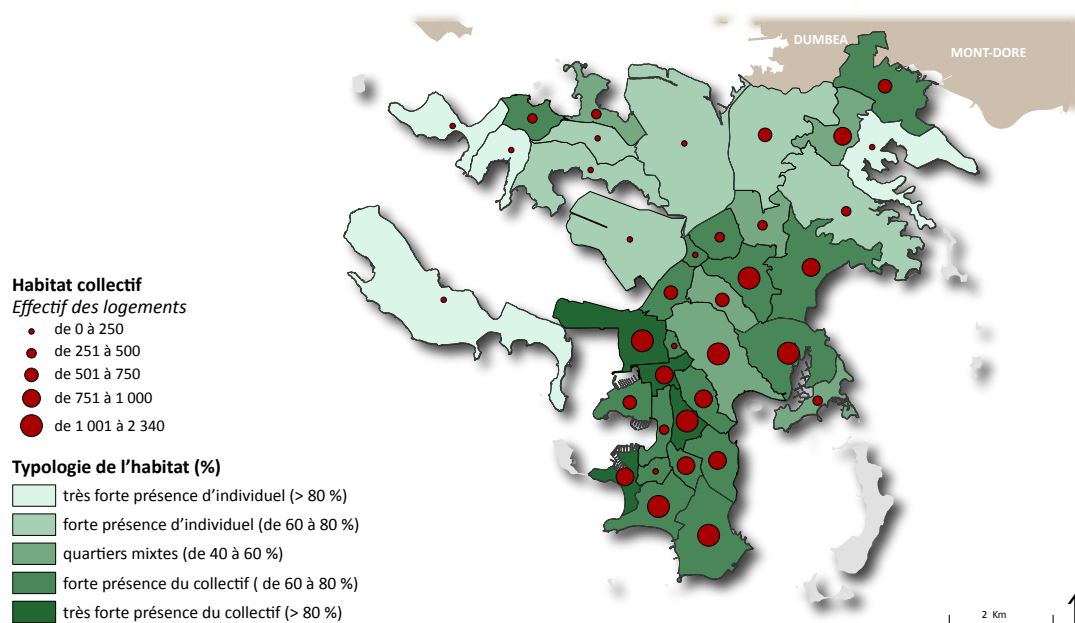 DUMBEA
MONT-DORE
Habitat collectif
Effectif des logements
de 0 à 250
de 251 à 500
de 501 à 750
de 751 à 1 000
de 1 001 à 2 340
Typologie de l’habitat (%)
très forte présence d’individuel (> 80 %)
forte présence d’individuel (de 60 à 80 %)
quartiers mixtes (de 40 à 60 %)
forte présence du collectif ( de 60 à 80%)
très forte présence du collectif (> 80 %)
2 Km